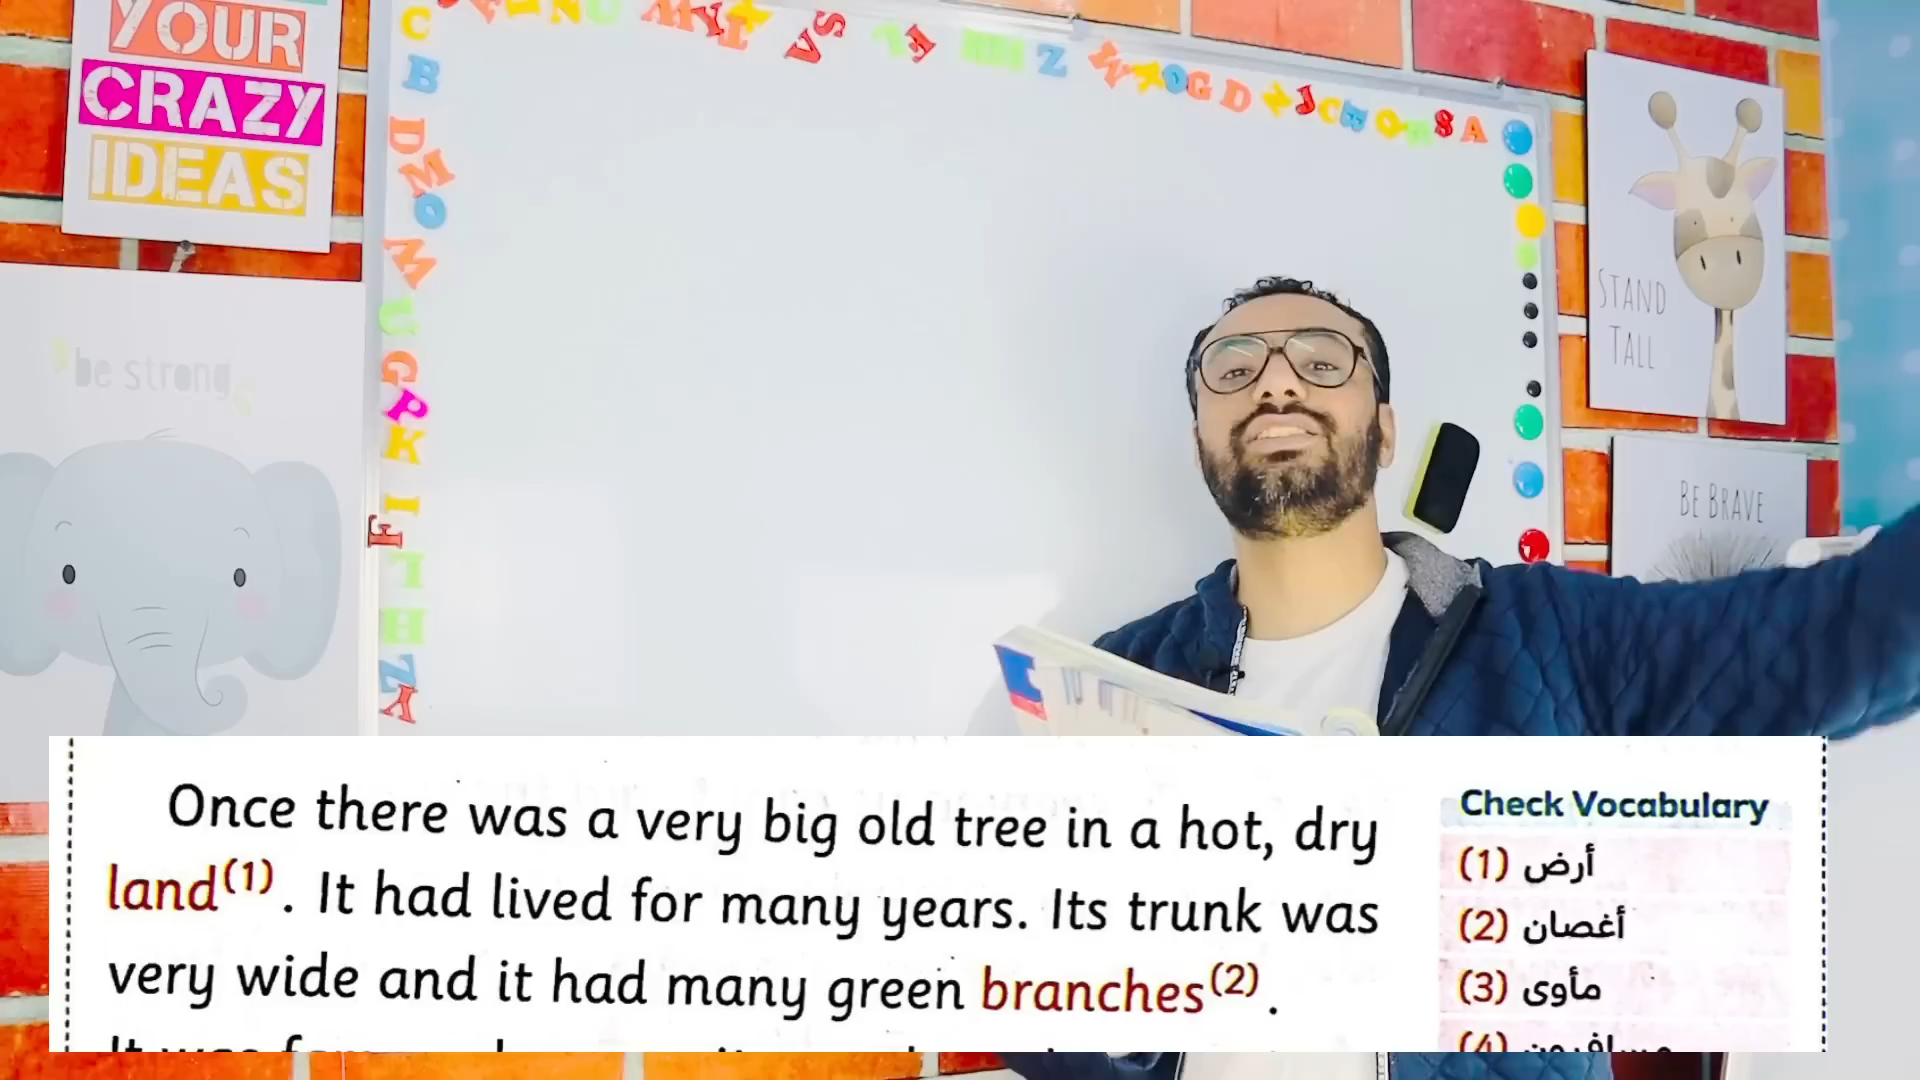 YOUR
CRAZY
IDEAS
be strong
STAND
TALL
BE BRAVE
Once there was a very big old tree in a hot, dry
land(1). It had lived for many years. Its trunk was
very wide and it had many green branches(2).
Check Vocabulary
(1) أرض
(2) أغصان
(3) مأوى
(4) مسافرون